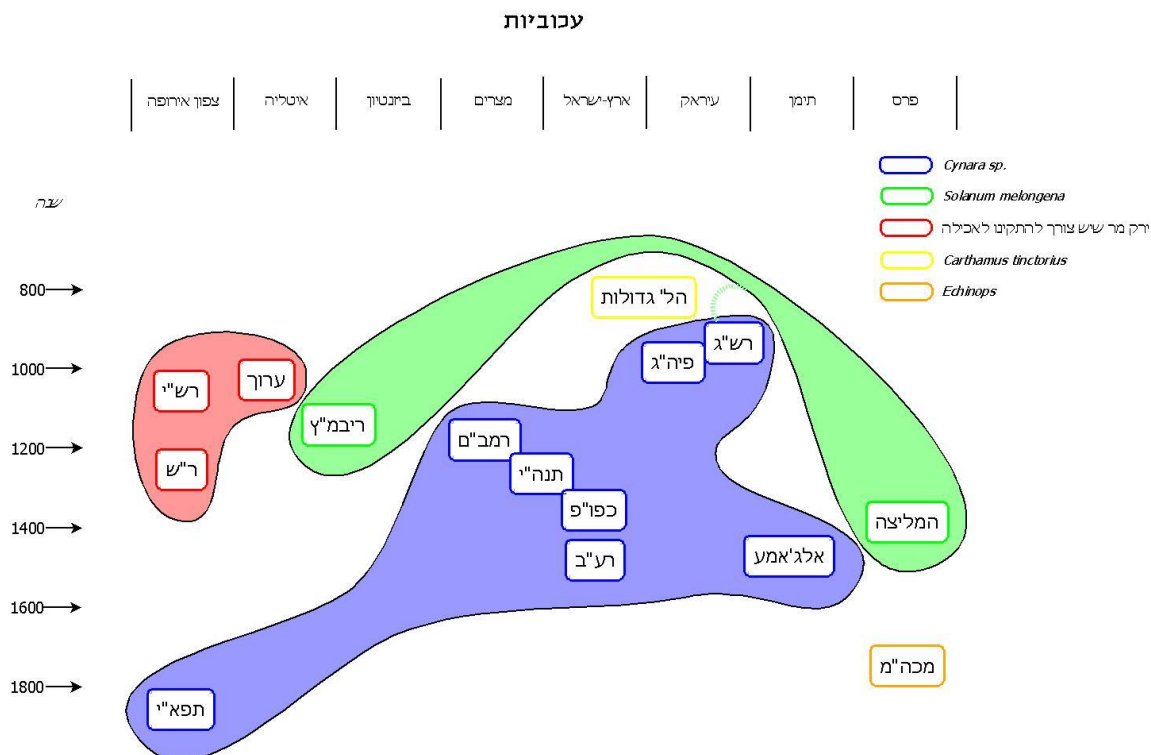 עכוביות
צפון אירופה
איטליה
ביזנטיון
מצרים
ארץ-ישראל
עיראק
תימן
פרס
Cynara sp.
Solanum melongena
ירק מר שיש צורך להתקינו לאכילה
Carthamus tinctorius
Echinops
שנה
800
1000
1200
1400
1600
1800
הל' גדולות
רש"ג
פיה"ג
רש"י
ערוך
ריבמ"ץ
ר"ש
רמב"ם
תנה"י
כפו"פ
רע"ב
אלג'אמע
המליצה
מכה"מ
תפא"י